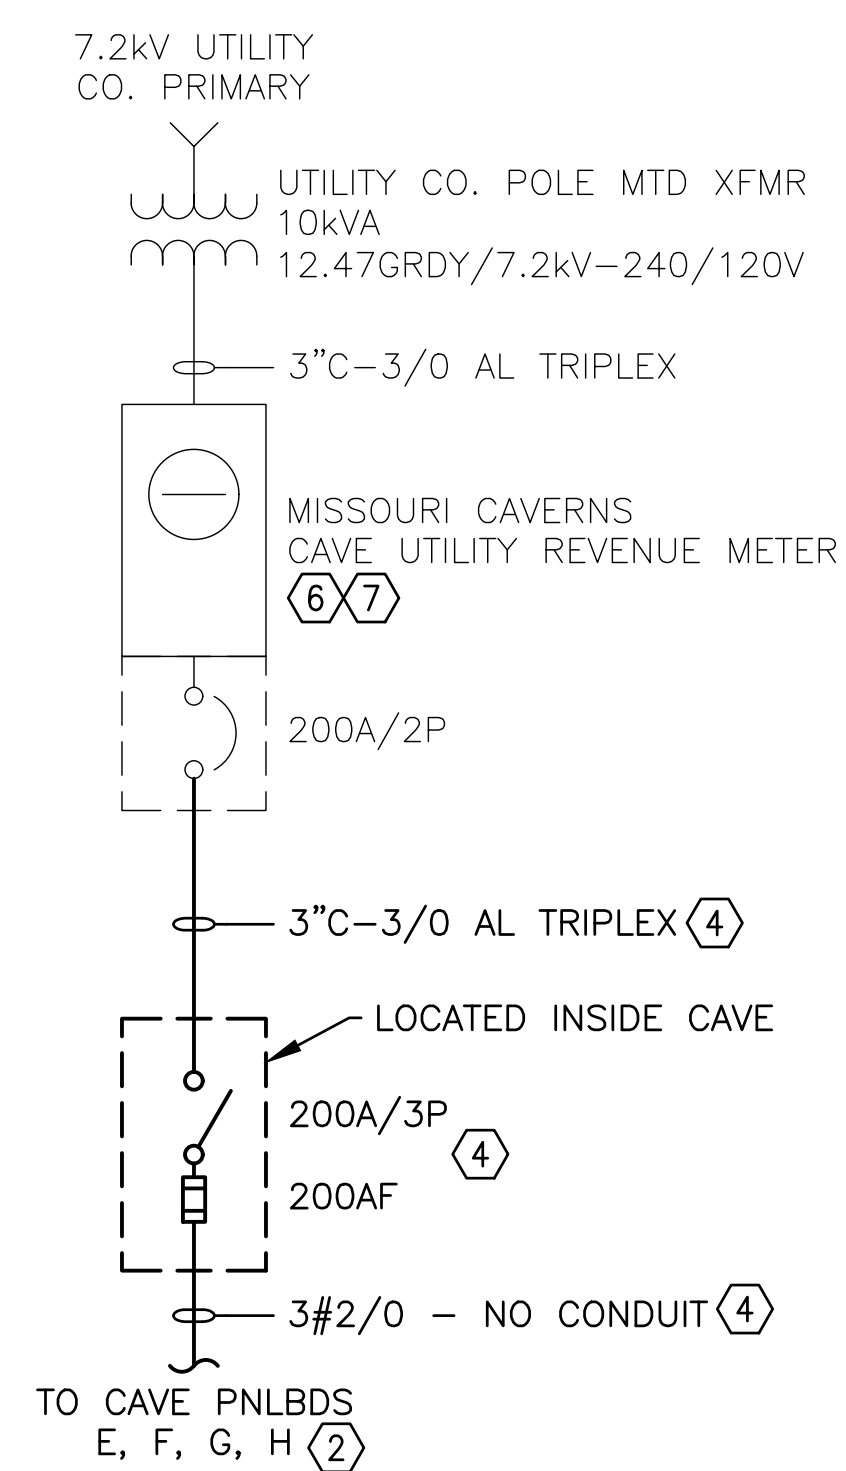 7.2kV UTILITY
CO. PRIMARY
UTILITY CO. POLE MTD XFMR
10kVA
12.47GRDY/7.2kV-240/120V
3"C-3/0 AL TRIPLEX
MISSOURI CAVERNS
CAVE UTILITY REVENUE METER
6 7
200A/2P
3"C-3/0 AL TRIPLEX 4
LOCATED INSIDE CAVE
200A/3P
4
200AF
3#2/0 - NO CONDUIT 4
TO CAVE PNLBDS
E, F, G, H 2